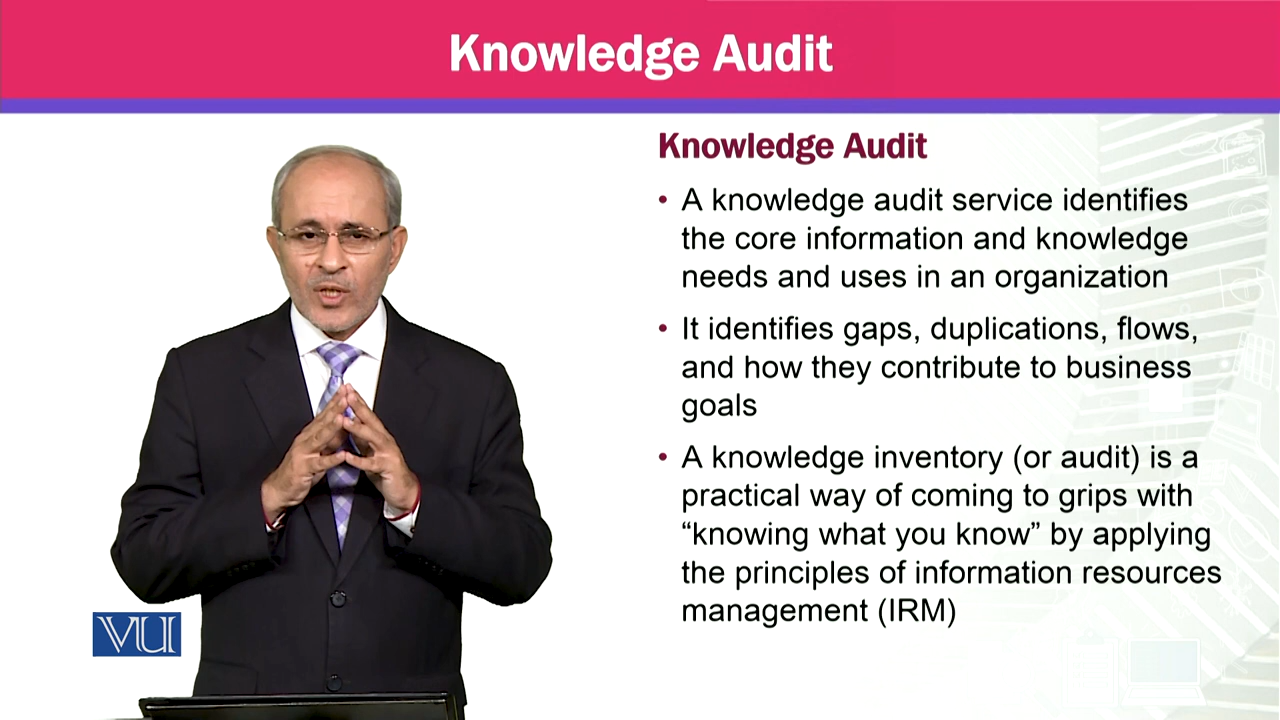 Knowledge Audit
Knowledge Audit
• A knowledge audit service identifies
the core information and knowledge
needs and uses in an organization
• It identifies gaps, duplications, flows,
and how they contribute to business
goals
• A knowledge inventory (or audit) is a
practical way of coming to grips with
“knowing what you know” by applying
the principles of information resources
management (IRM)
VU